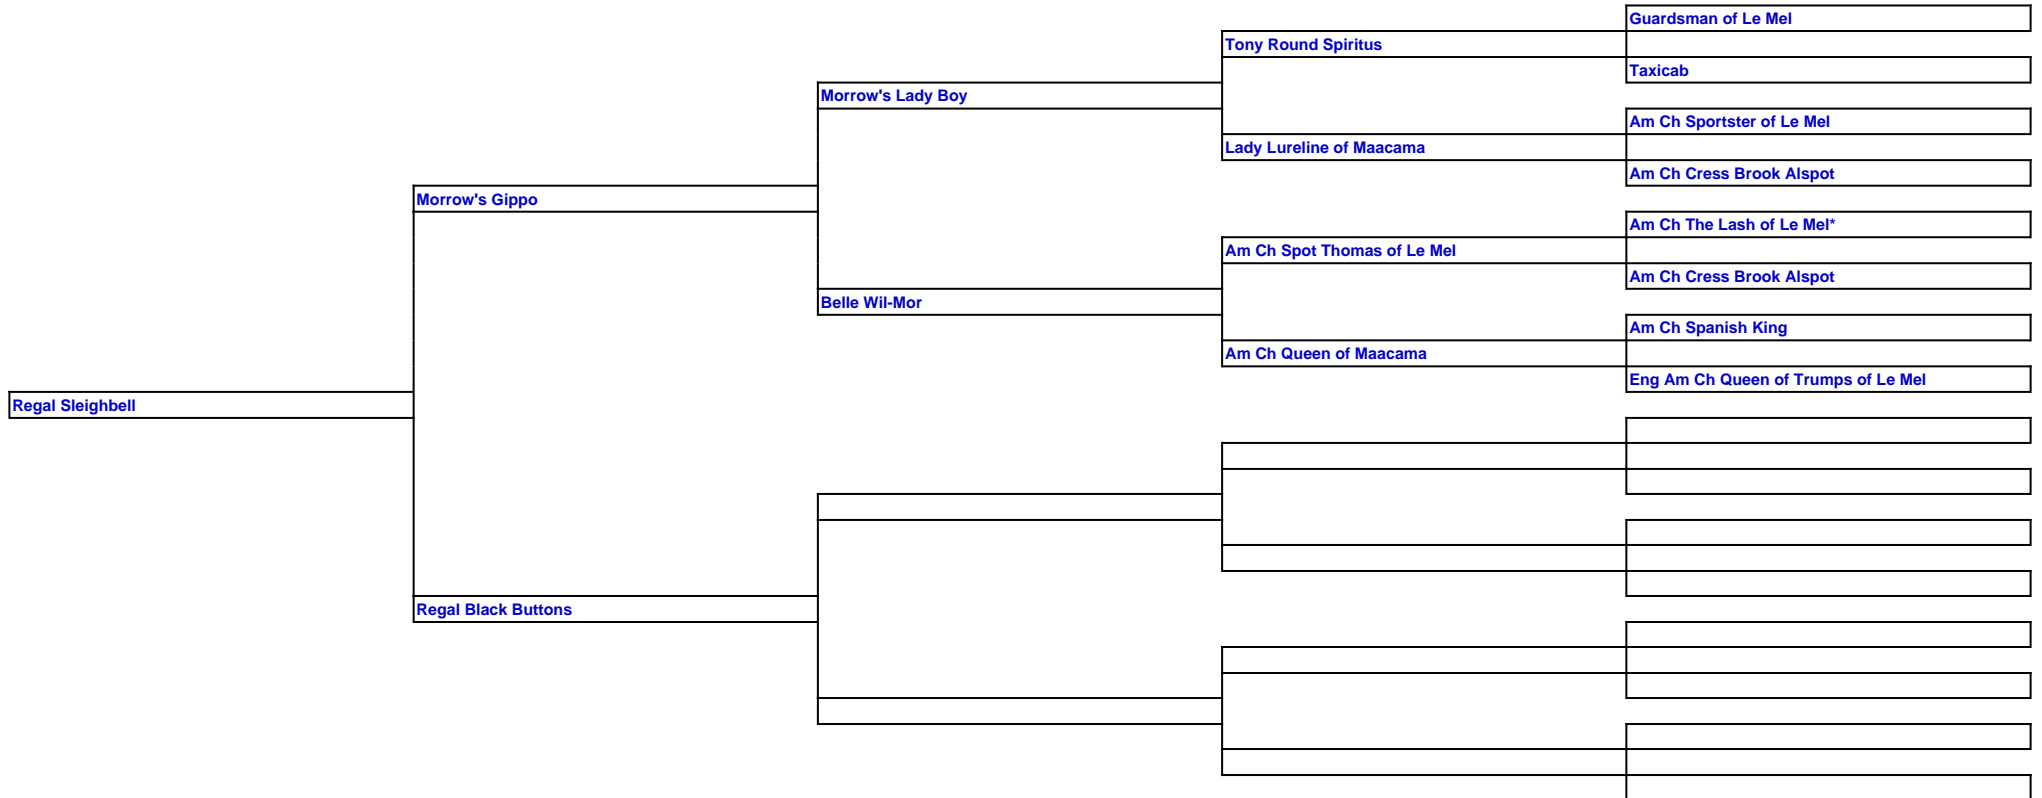 Guardsman of Le Mel
Tony Round Spiritus
Taxicab
Morrow's Lady Boy
Am Ch Sportster of Le Mel
Lady Lureline of Maacama
Am Ch Cress Brook Alspot
Morrow's Gippo
Am Ch The Lash of Le Mel*
Am Ch Spot Thomas of Le Mel
Am Ch Cress Brook Alspot
Belle Wil-Mor
Am Ch Spanish King
Am Ch Queen of Maacama
Eng Am Ch Queen of Trumps of Le Mel
Regal Sleighbell
Regal Black Buttons